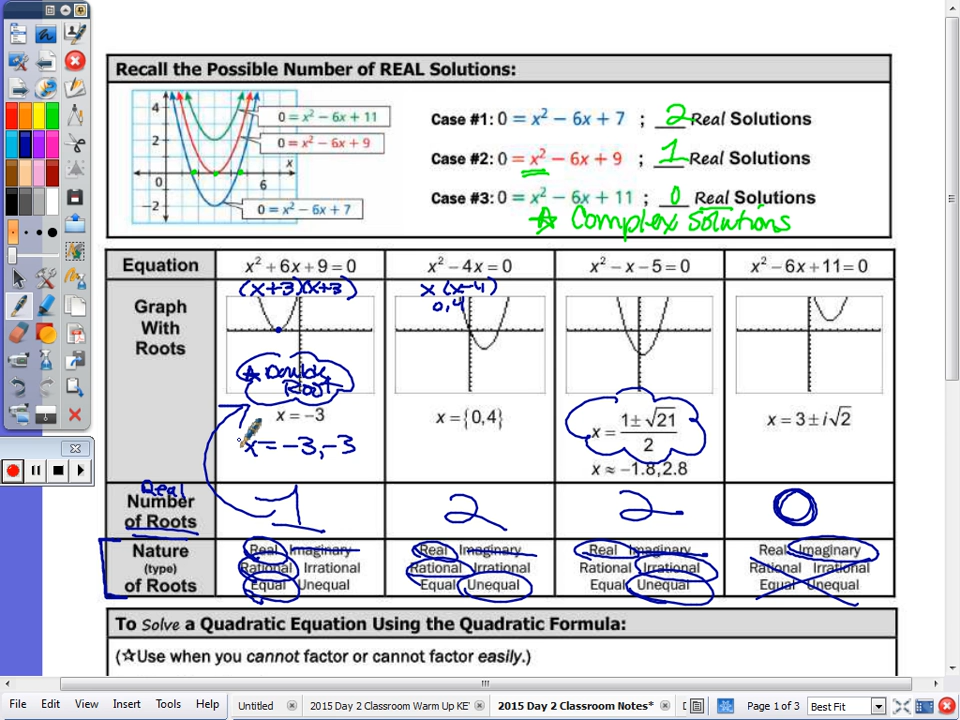 Recall the Possible Number of REAL Solutions:
4
2
0
−2
6
x
0 = x² − 6x + 11
0 = x² − 6x + 9
0 = x² − 6x + 7
Case #1: 0 = x² − 6x + 7 ; 2 Real Solutions
Case #2: 0 = x² − 6x + 9 ; 1 Real Solutions
Case #3: 0 = x² − 6x + 11 ; 0 Real Solutions
☆ Complex Solutions
Equation x² + 6x + 9 = 0 x² − 4x = 0 x² − x − 5 = 0 x² − 6x + 11 = 0
(x+3)(x+3) x(x−4)
0,4
Graph
With
Roots
☆ Double
Root
x = −3 x = {0,4} x = (1 ± √21)/2 x = 3 ± i√2
x = −3, −3
x ≈ −1.8, 2.8
Real
Number
of Roots 1 2 2 0
Nature
(type)
of Roots
Real Imaginary
Rational Irrational
Equal Unequal
Real Imaginary
Rational Irrational
Equal Unequal
Real Imaginary
Rational Irrational
Equal Unequal
Real Imaginary
Rational Irrational
Equal Unequal
To Solve a Quadratic Equation Using the Quadratic Formula:
(☆Use when you cannot factor or cannot factor easily.)
File Edit View Insert Tools Help Untitled 2015 Day 2 Classroom Warm Up KE 2015 Day 2 Classroom Notes* Page 1 of 3 Best Fit